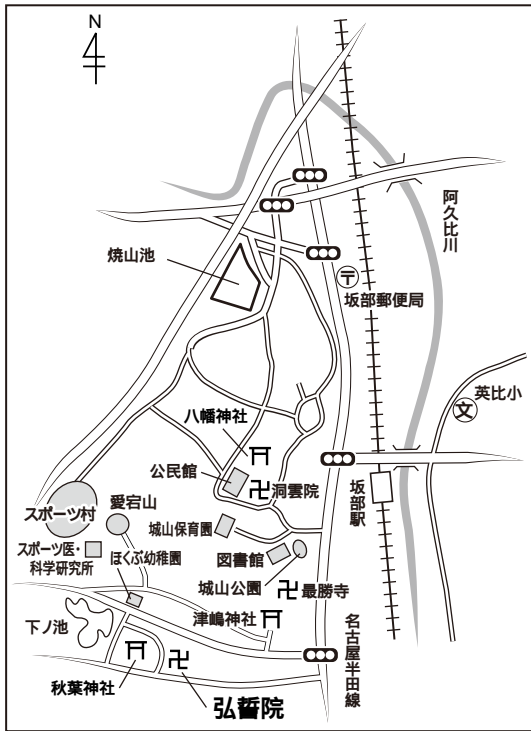 N
焼山池
阿久比川
〒
坂部郵便局
英比小
文
八幡神社
公民館
洞雲院
坂部駅
スポーツ村
愛宕山
城山保育園
スポーツ医・
科学研究所
ほくぶ幼稚園
図書館
城山公園
最勝寺
下ノ池
津嶋神社
名古屋半田線
秋葉神社
弘誓院